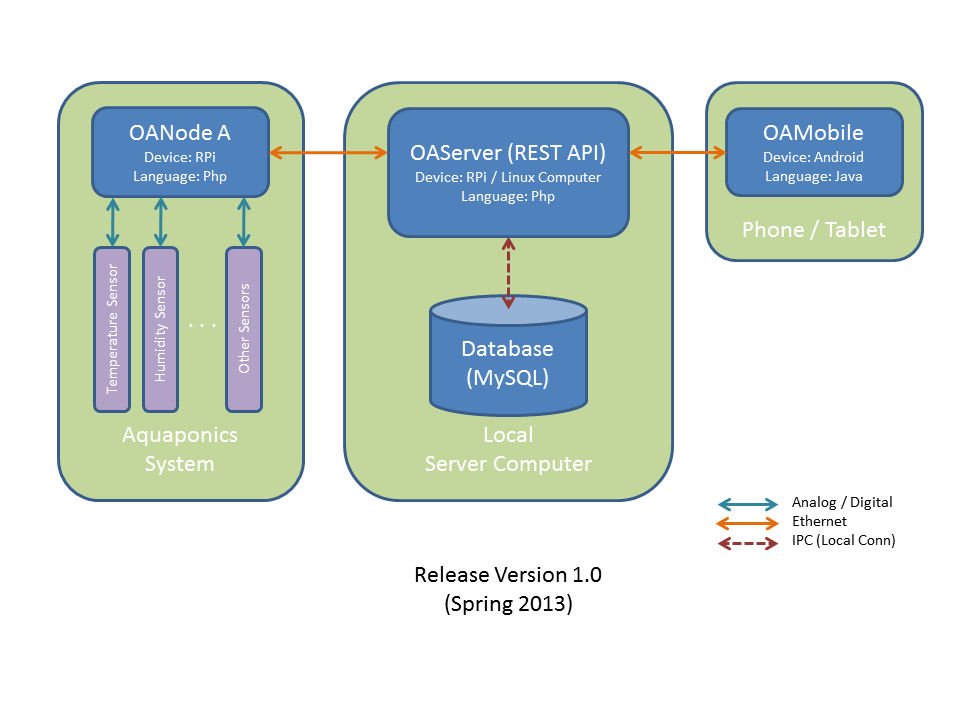 OANode A
Device: RPi
Language: Php
Temperature Sensor
Humidity Sensor
. . .
Other Sensors
Aquaponics
System
OAServer (REST API)
Device: RPi / Linux Computer
Language: Php
Database
(MySQL)
Local
Server Computer
OAMobile
Device: Android
Language: Java
Phone / Tablet
Analog / Digital
Ethernet
IPC (Local Conn)
Release Version 1.0
(Spring 2013)